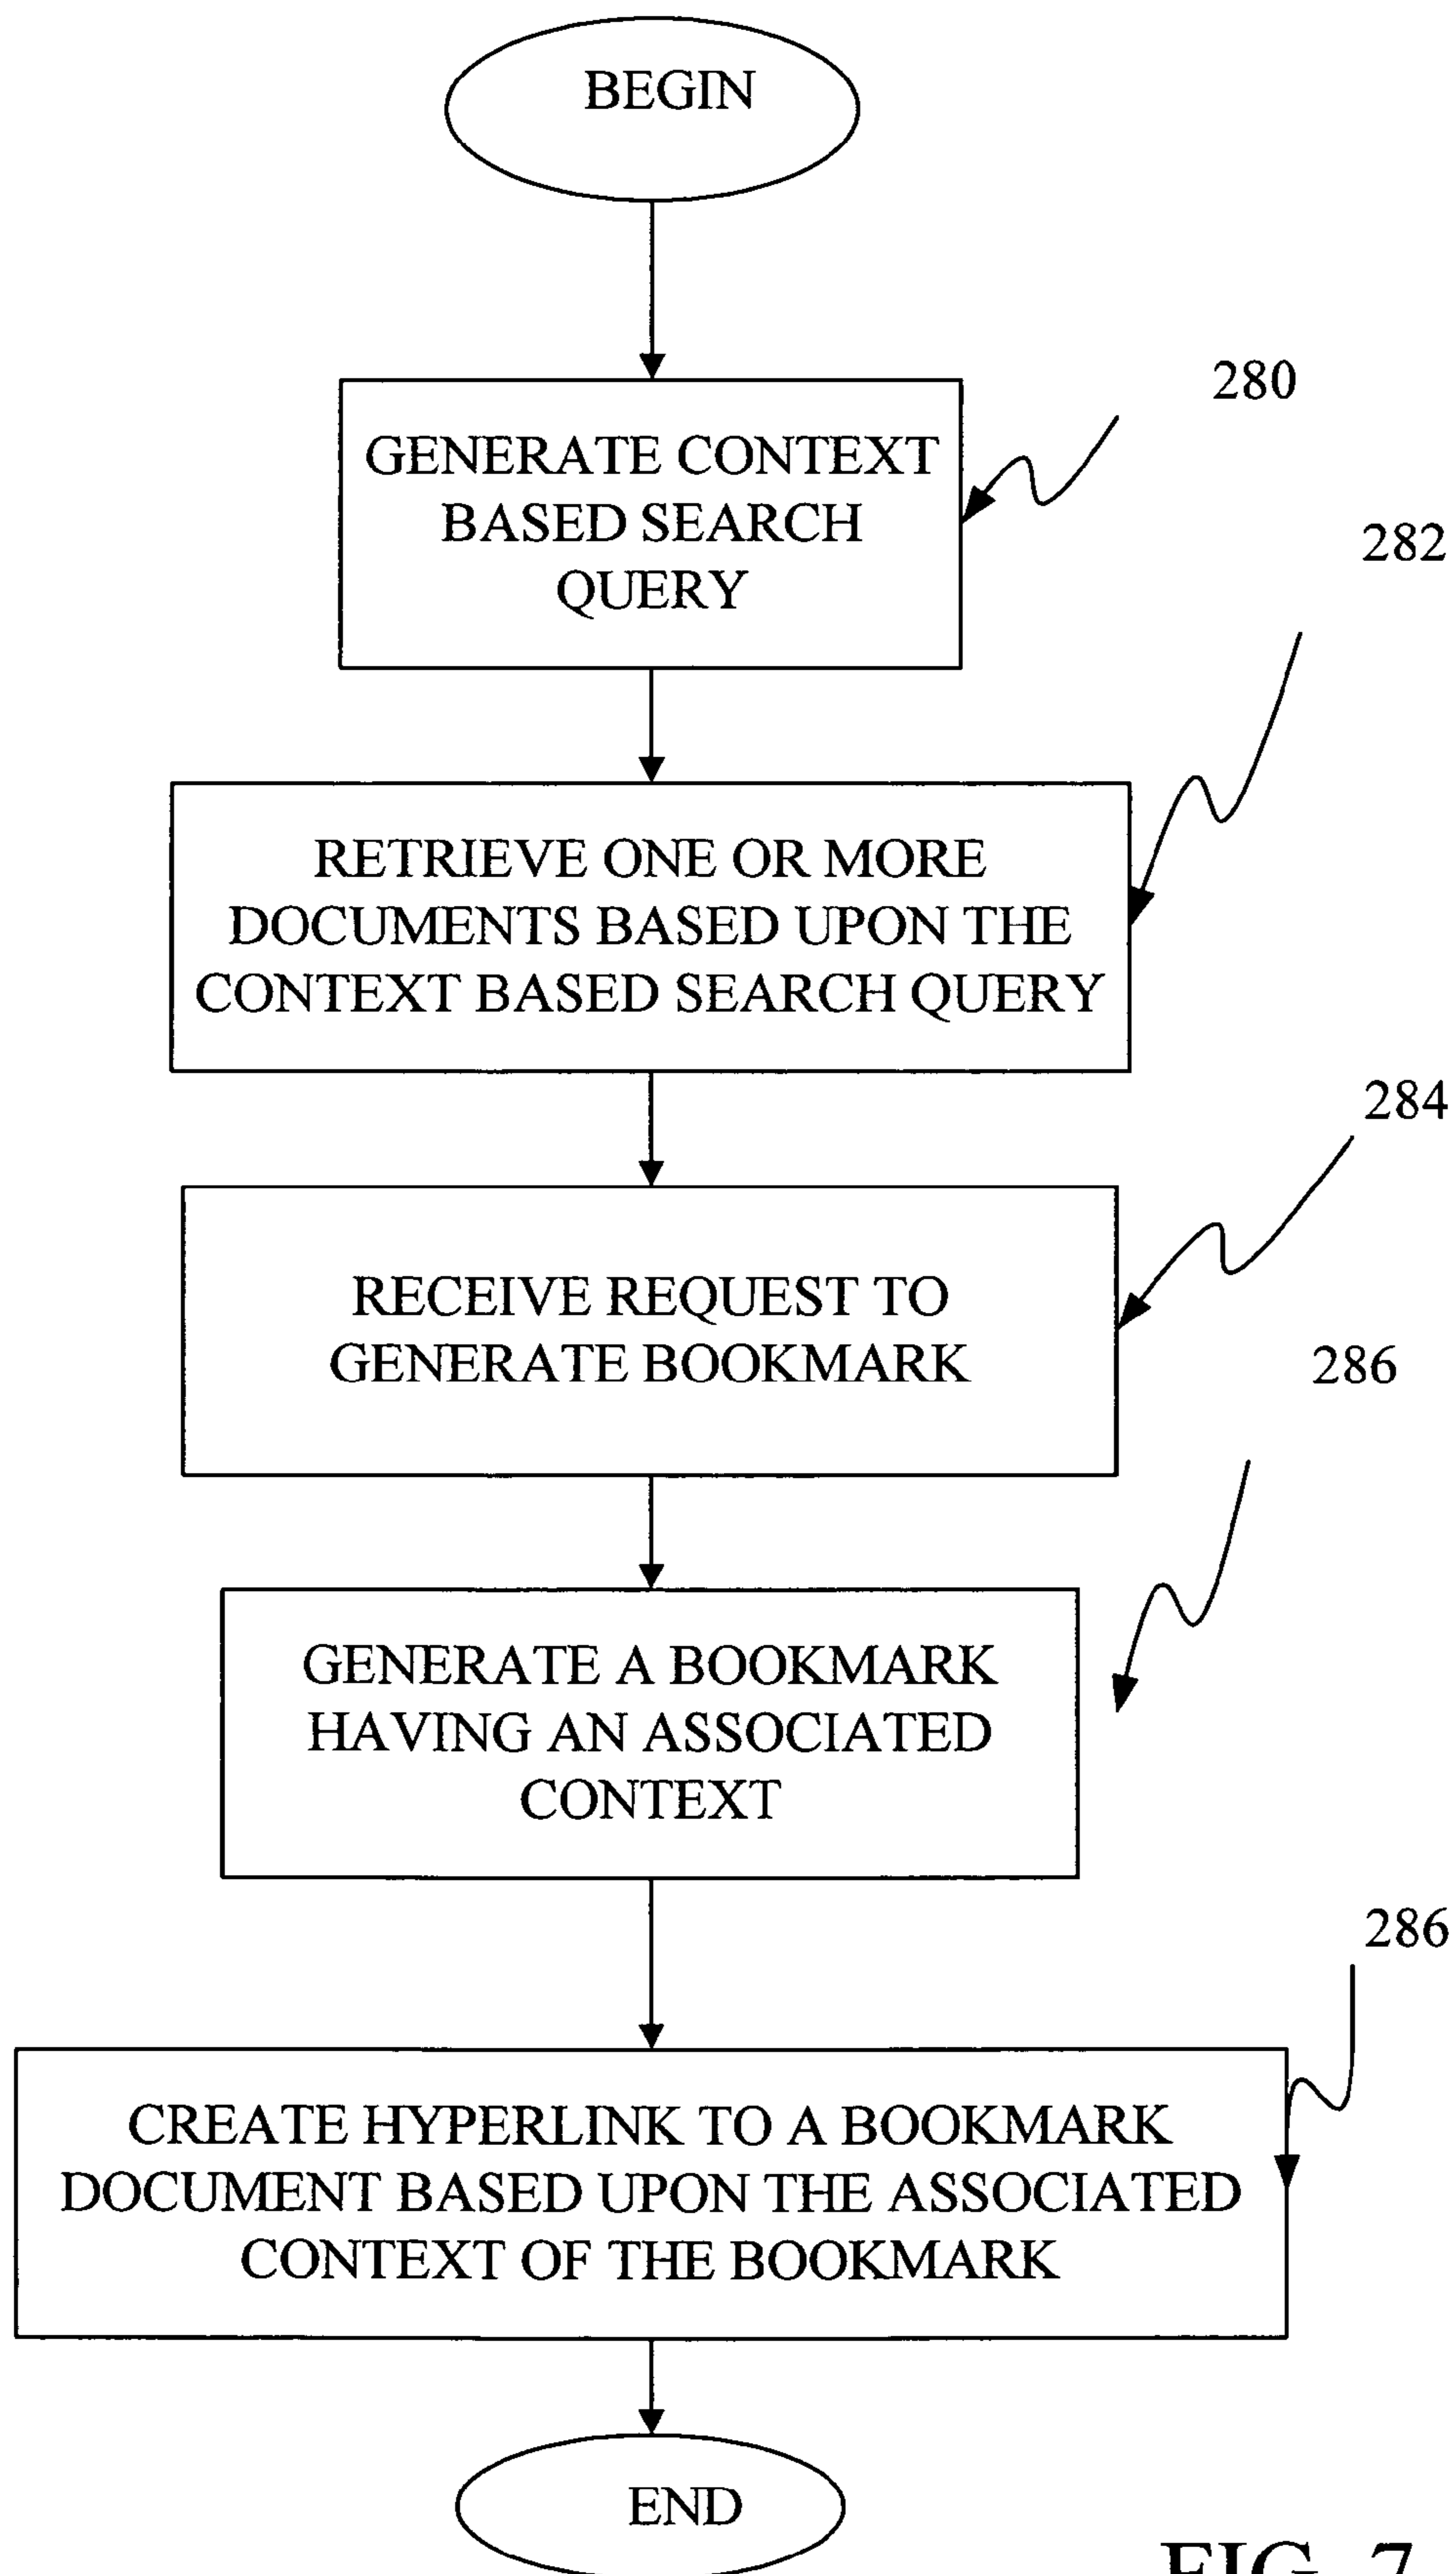 BEGIN
280
GENERATE CONTEXT
BASED SEARCH
QUERY
282
RETRIEVE ONE OR MORE
DOCUMENTS BASED UPON THE
CONTEXT BASED SEARCH QUERY
284
RECEIVE REQUEST TO
GENERATE BOOKMARK
286
GENERATE A BOOKMARK
HAVING AN ASSOCIATED
CONTEXT
286
CREATE HYPERLINK TO A BOOKMARK
DOCUMENT BASED UPON THE ASSOCIATED
CONTEXT OF THE BOOKMARK
END
FIG. 7